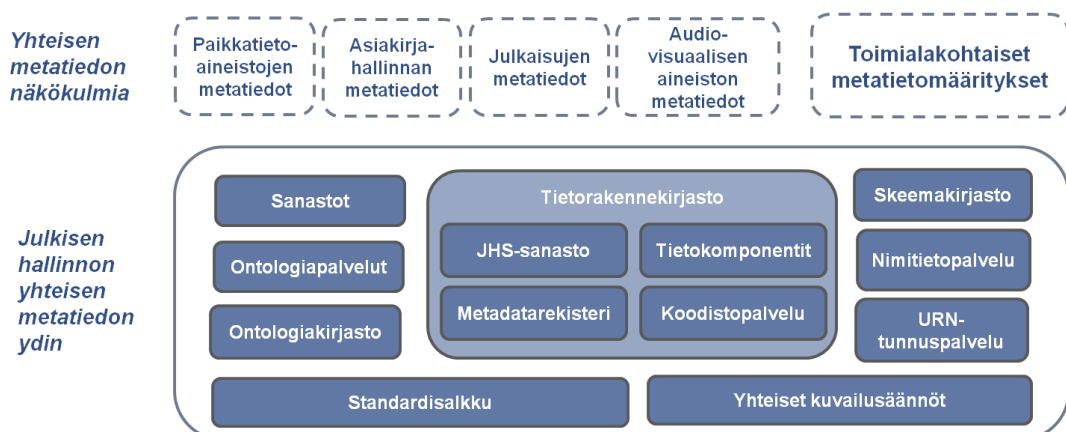 Yhteisen
metatiedon
näkökulmia
Paikkatieto-
aineistojen
metatiedot
Asiakirja-
hallinnan
metatiedot
Julkaisujen
metatiedot
Audio-
visuaalisen
aineiston
metatiedot
Toimialakohtaiset
metatietomääritykset
Julkisen
hallinnon
yhteisen
metatiedon
ydin
Sanastot
Ontologiapalvelut
Ontologiakirjasto
Tietorakennekirjasto
JHS-sanasto
Tietokomponentit
Metadatarekisteri
Koodistopalvelu
Skeemakirjasto
Nimitietopalvelu
URN-
tunnuspalvelu
Standardisalkku
Yhteiset kuvailusäännöt